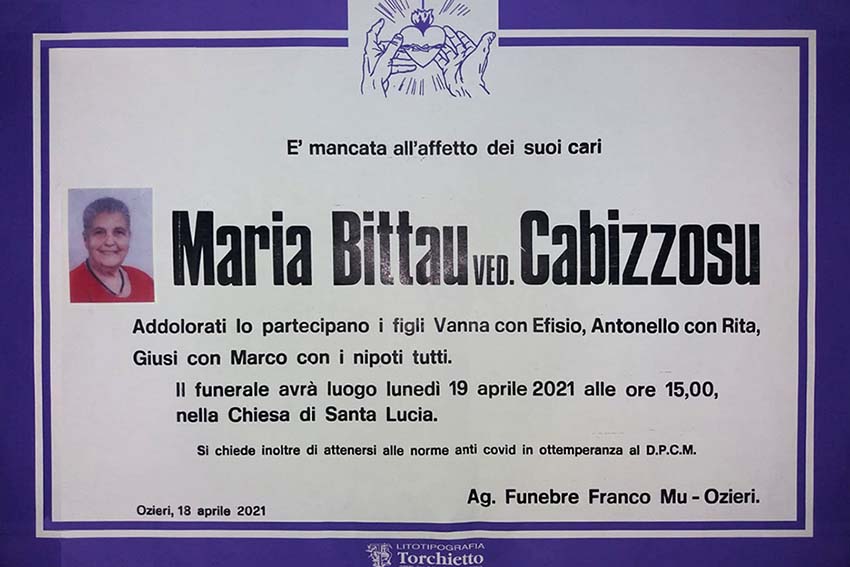 E' mancata all'affetto dei suoi cari
Maria Bittau VED. Cabizzosu
Addolorati lo partecipano i figli Vanna con Efisio, Antonello con Rita,
Giusi con Marco con i nipoti tutti.
Il funerale avrà luogo lunedì 19 aprile 2021 alle ore 15,00,
nella Chiesa di Santa Lucia.
Si chiede inoltre di attenersi alle norme anti covid in ottemperanza al D.P.C.M.
Ag. Funebre Franco Mu - Ozieri.
Ozieri, 18 aprile 2021
LITOTIPOGRAFIA
Torchietto